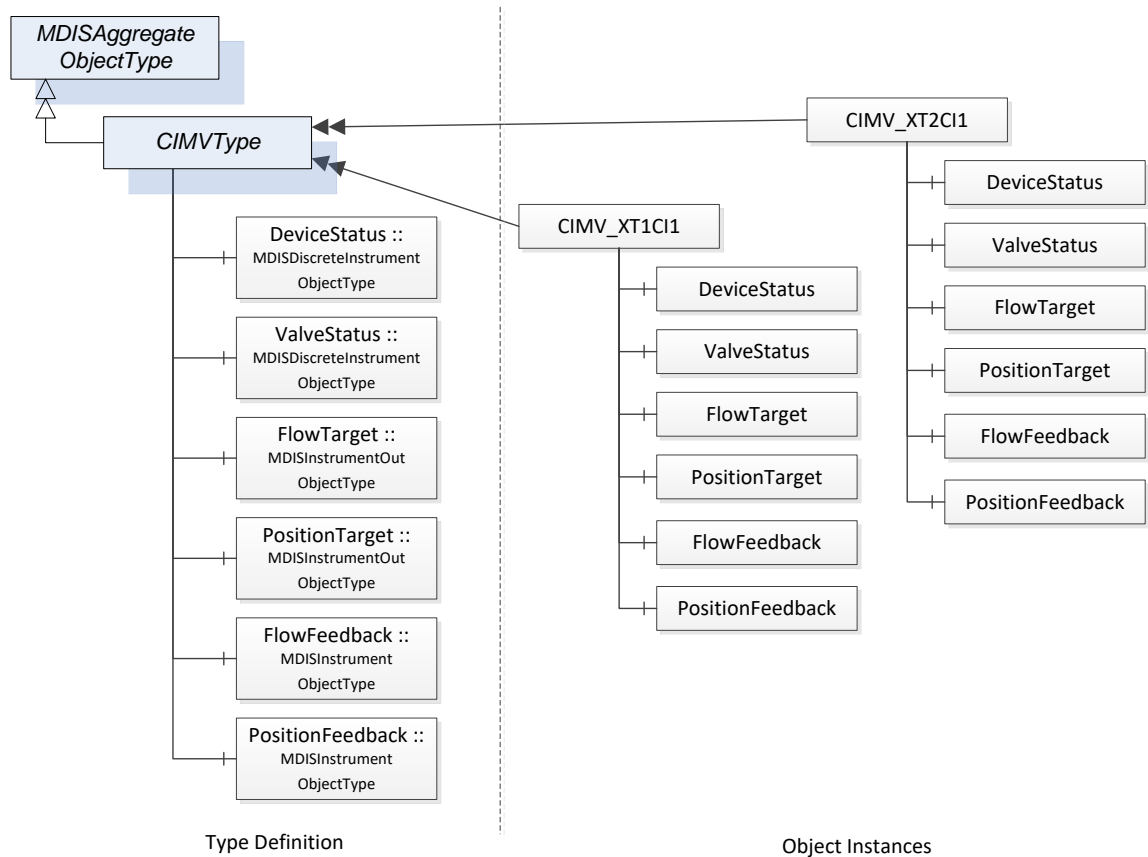 MDISAggregate
ObjectType
CIMVType
DeviceStatus ::
MDISDiscreteInstrument
ObjectType
ValveStatus ::
MDISDiscreteInstrument
ObjectType
FlowTarget ::
MDISInstrumentOut
ObjectType
PositionTarget ::
MDISInstrumentOut
ObjectType
FlowFeedback ::
MDISInstrument
ObjectType
PositionFeedback ::
MDISInstrument
ObjectType
Type Definition
CIMV_XT1CI1
DeviceStatus
ValveStatus
FlowTarget
PositionTarget
FlowFeedback
PositionFeedback
CIMV_XT2CI1
DeviceStatus
ValveStatus
FlowTarget
PositionTarget
FlowFeedback
PositionFeedback
Object Instances